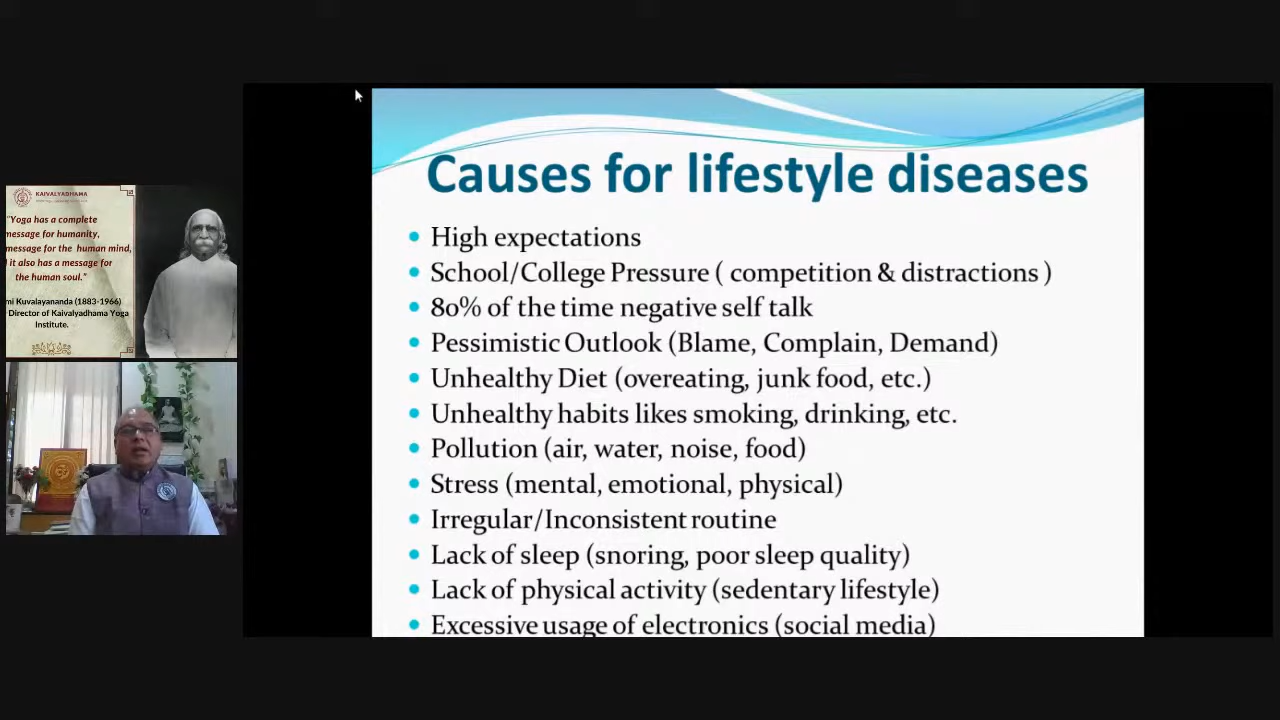 KAIVALYADHAMA
"Yoga has a complete
message for humanity,
message for the human mind,
it also has a message for
the human soul."
mi Kuvalayananda (1883-1966)
Director of Kaivalyadhama Yoga
Institute.
Causes for lifestyle diseases
• High expectations
• School/College Pressure ( competition & distractions )
• 80% of the time negative self talk
• Pessimistic Outlook (Blame, Complain, Demand)
• Unhealthy Diet (overeating, junk food, etc.)
• Unhealthy habits likes smoking, drinking, etc.
• Pollution (air, water, noise, food)
• Stress (mental, emotional, physical)
• Irregular/Inconsistent routine
• Lack of sleep (snoring, poor sleep quality)
• Lack of physical activity (sedentary lifestyle)
• Excessive usage of electronics (social media)